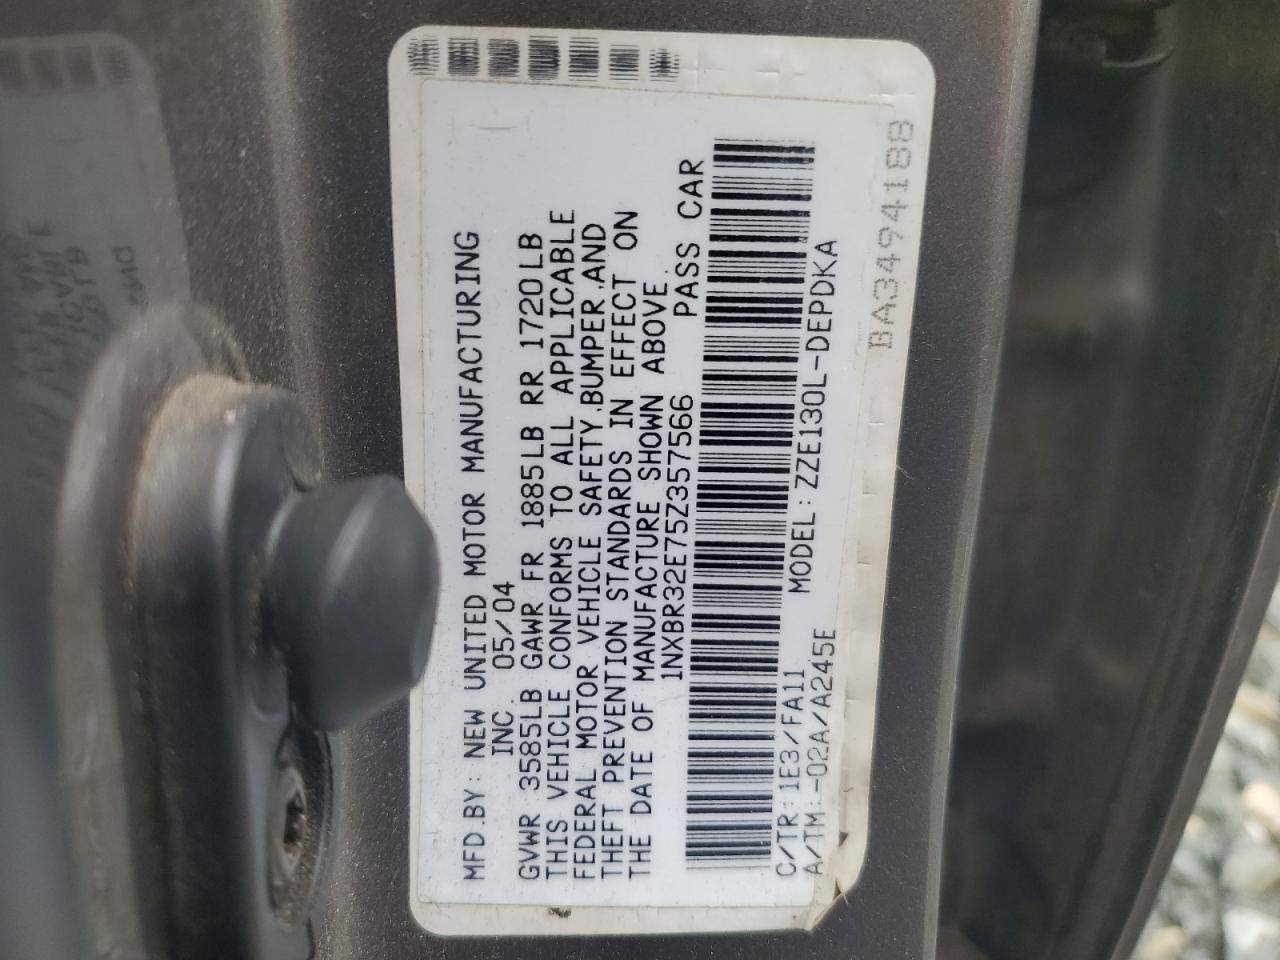 MFD.BY: NEW UNITED MOTOR MANUFACTURING
INC. 05/04
GVWR 3585LB GAWR FR 1885LB RR 1720LB
THIS VEHICLE CONFORMS TO ALL APPLICABLE
FEDERAL MOTOR VEHICLE SAFETY,BUMPER,AND
THEFT PREVENTION STANDARDS IN EFFECT ON
THE DATE OF MANUFACTURE SHOWN ABOVE.
1NXBR32E75Z357566 PASS CAR
C/TR: 1E3/FA11 MODEL: ZZE130L-DEPDKA
A/TM:-02A/A245E
BA3494188